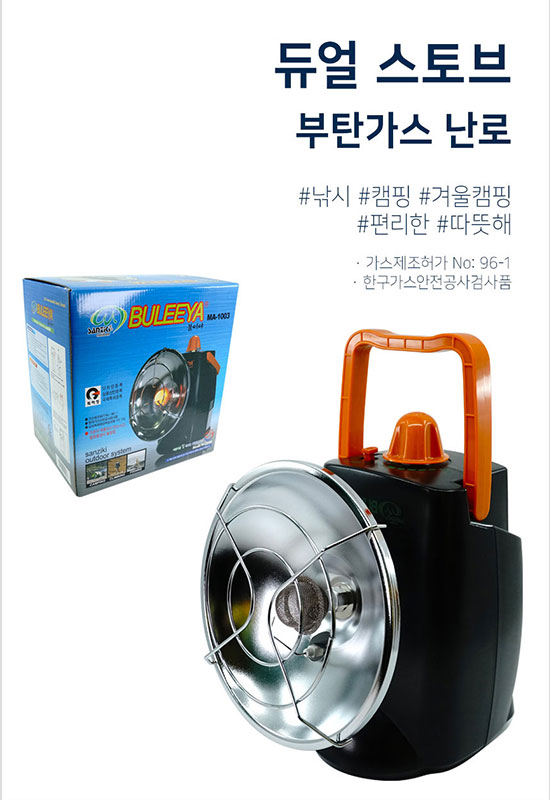 듀얼 스토브
부탄가스 난로
#낚시 #캠핑 #겨울캠핑
#편리한 #따뜻해
· 가스제조허가 No: 96-1
· 한구가스안전공사검사품
sanziki
BULEEYA
MA-1003
sanziki
outdoor system